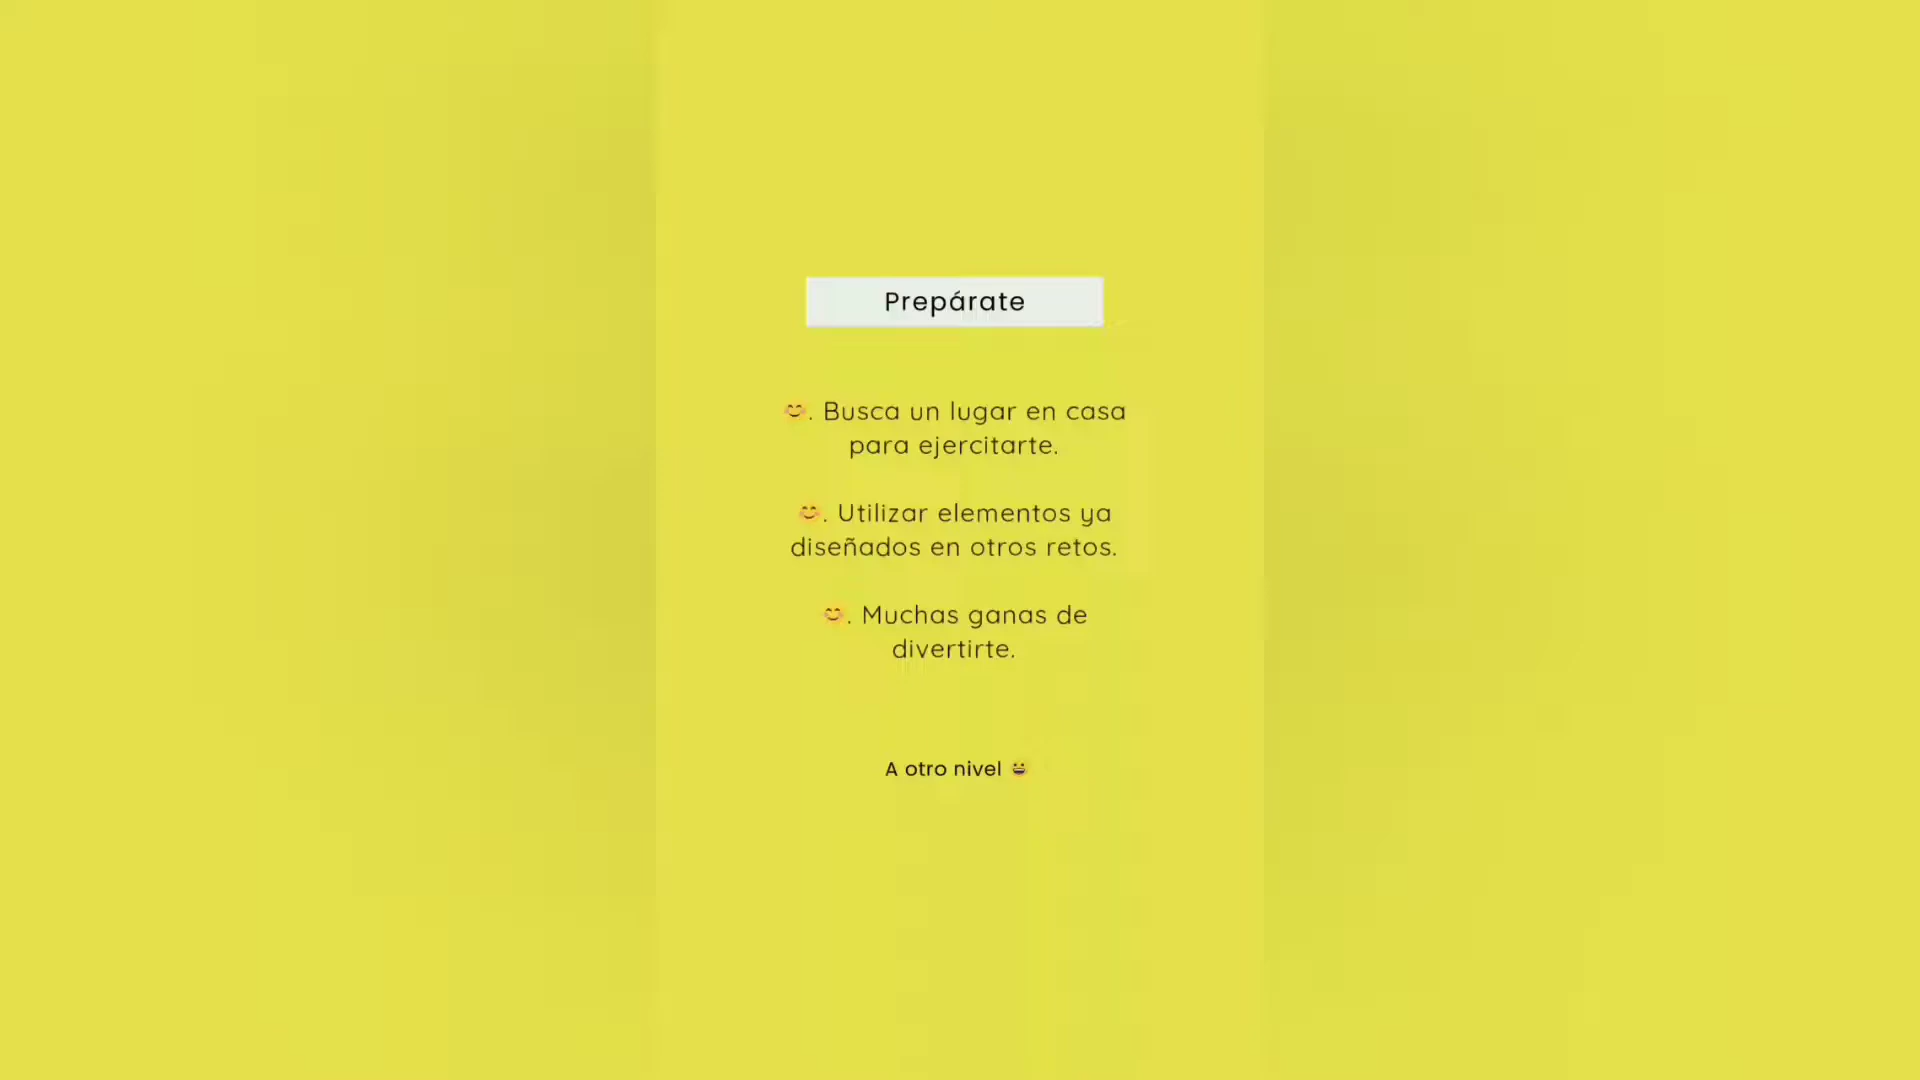 Prepárate
😊. Busca un lugar en casa
para ejercitarte.
😊. Utilizar elementos ya
diseñados en otros retos.
😊. Muchas ganas de
divertirte.
A otro nivel 😀